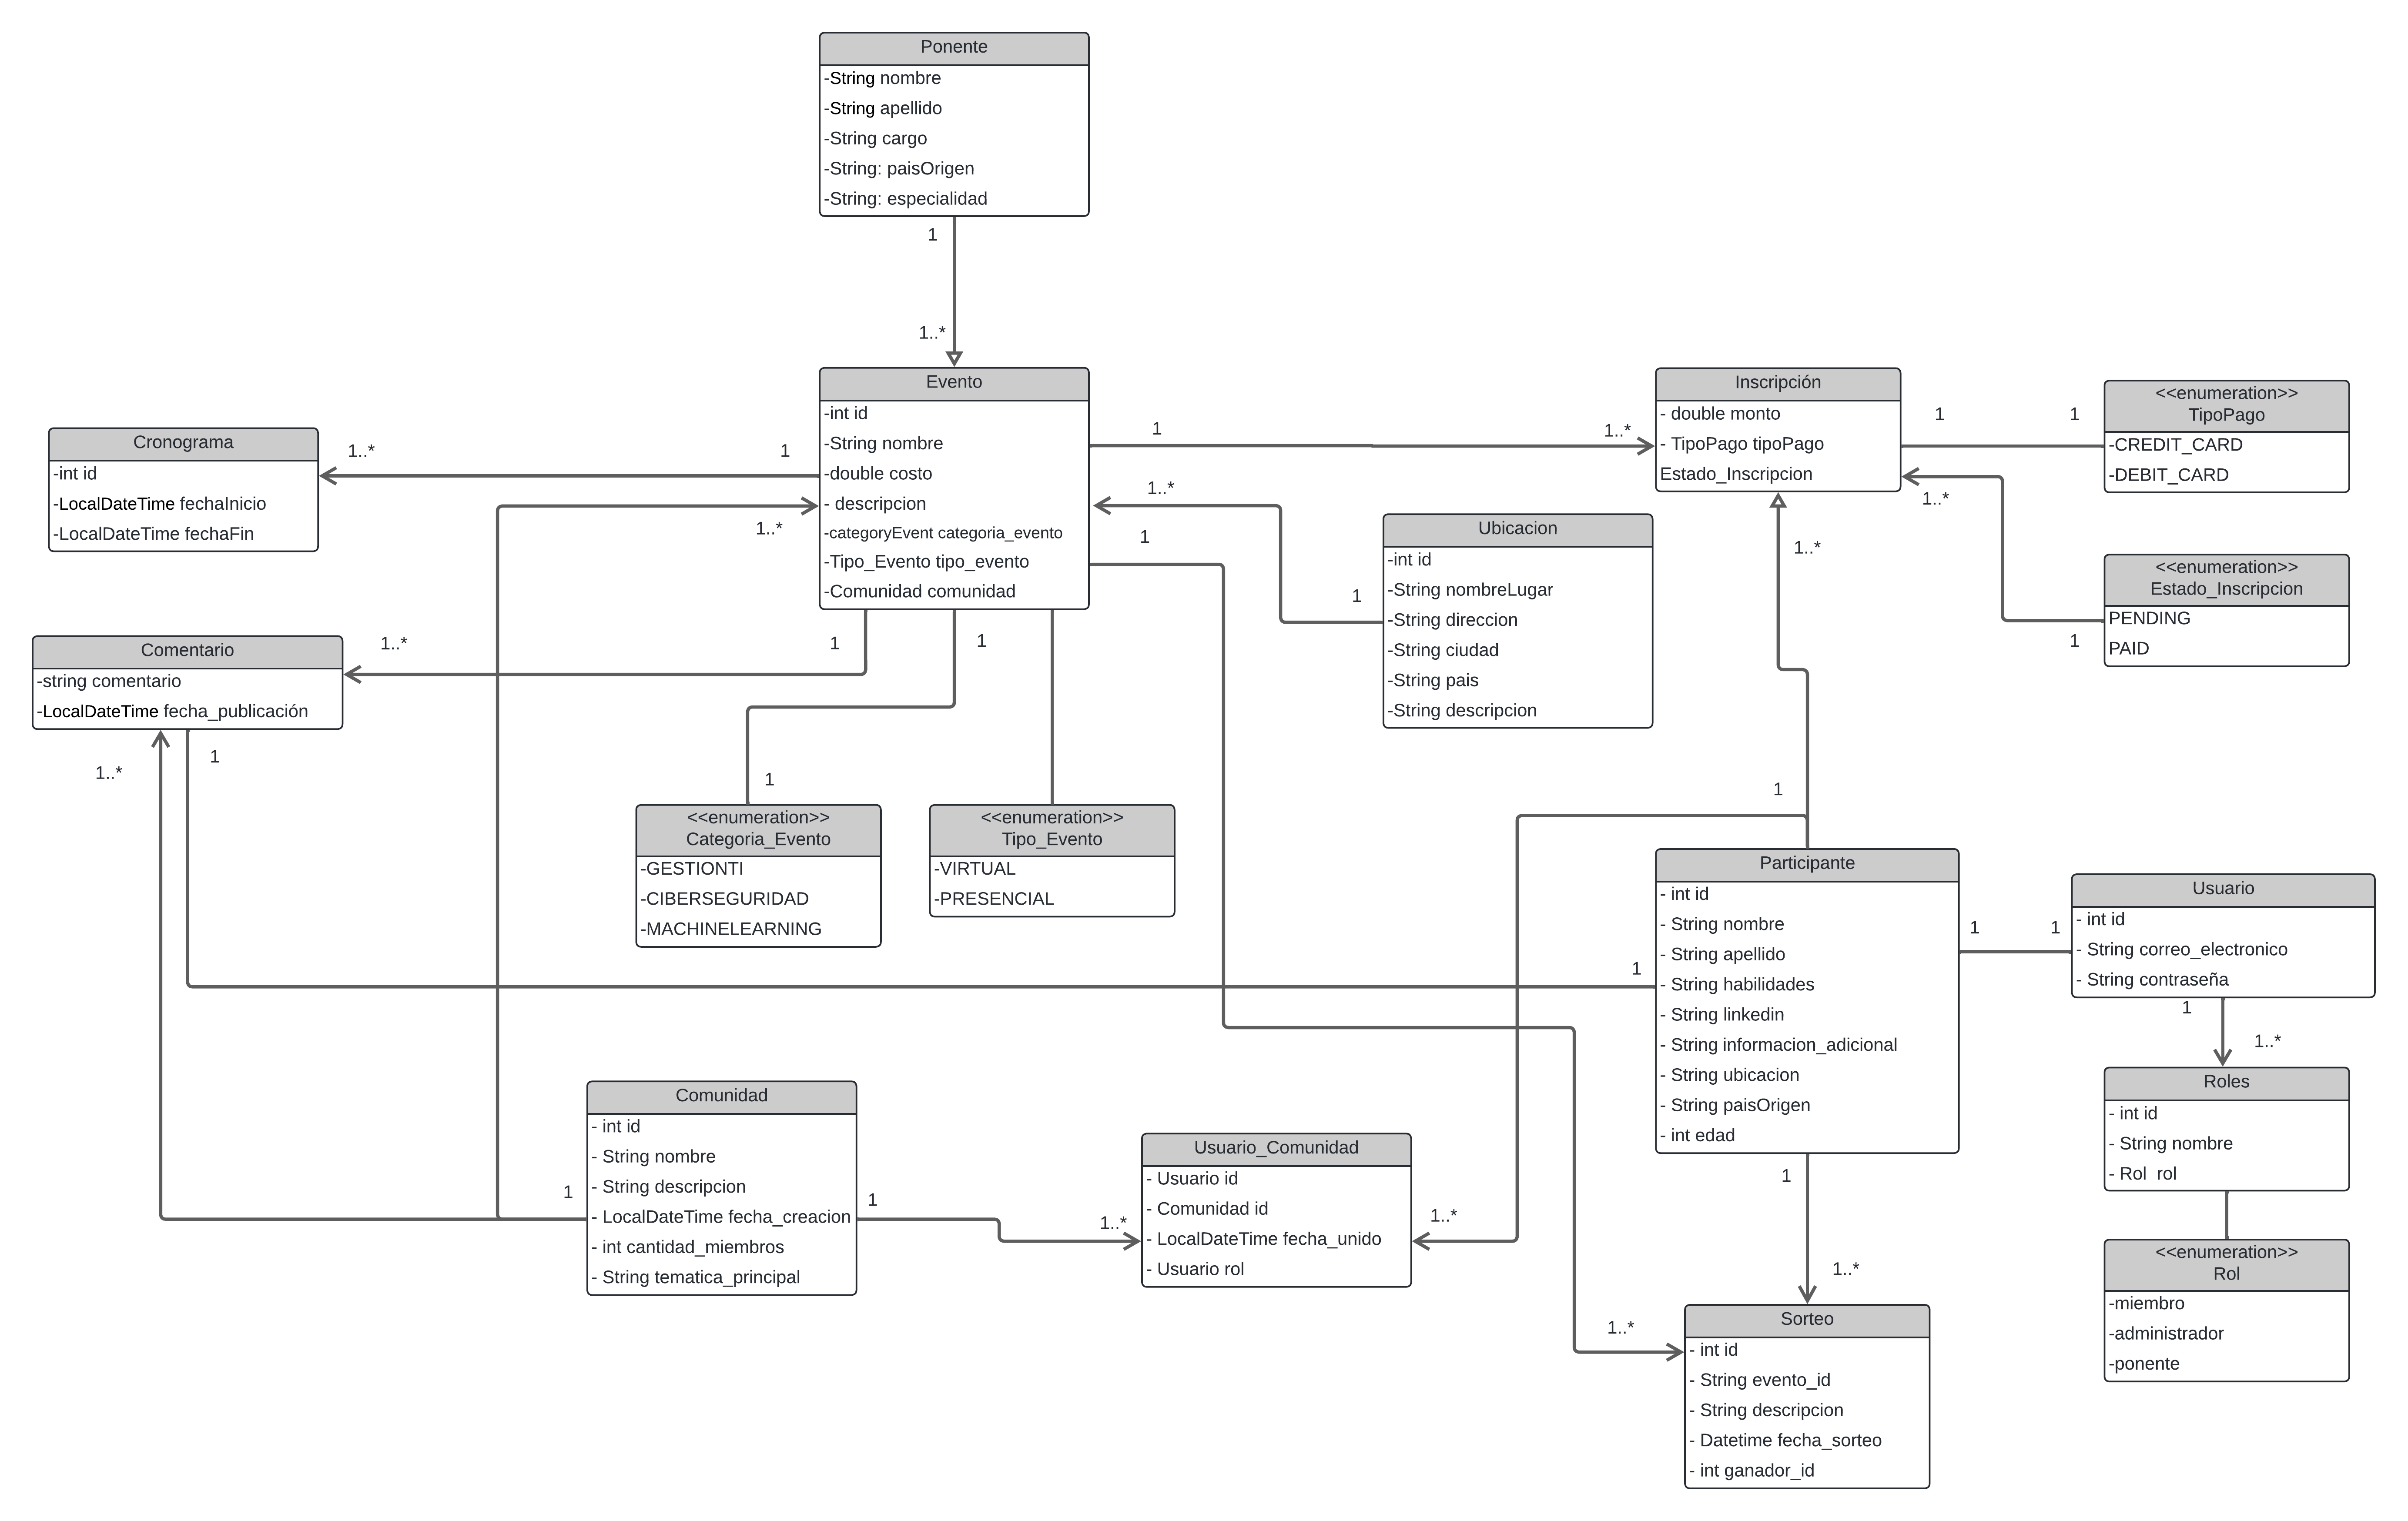 Ponente
-String nombre
-String apellido
-String cargo
-String: paisOrigen
-String: especialidad
1
1..*
Evento
-int id
-String nombre
-double costo
- descripcion
-categoryEvent categoria_evento
-Tipo_Evento tipo_evento
-Comunidad comunidad
1
1..*
Cronograma
-int id
-LocalDateTime fechaInicio
-LocalDateTime fechaFin
1..*
1
1..*
Inscripción
- double monto
- TipoPago tipoPago
Estado_Inscripcion
1
1
<<enumeration>>
TipoPago
-CREDIT_CARD
-DEBIT_CARD
1..*
1
1..*
1
Ubicacion
-int id
-String nombreLugar
-String direccion
-String ciudad
-String pais
-String descripcion
1..*
1..*
<<enumeration>>
Estado_Inscripcion
PENDING
PAID
1
Comentario
-string comentario
-LocalDateTime fecha_publicación
1..*
1
1
1..*
1
1
<<enumeration>>
Categoria_Evento
-GESTIONTI
-CIBERSEGURIDAD
-MACHINELEARNING
<<enumeration>>
Tipo_Evento
-VIRTUAL
-PRESENCIAL
1
Participante
- int id
- String nombre
- String apellido
- String habilidades
- String linkedin
- String informacion_adicional
- String ubicacion
- String paisOrigen
- int edad
1
1
1
Usuario
- int id
- String correo_electronico
- String contraseña
1
1..*
Roles
- int id
- String nombre
- Rol  rol
<<enumeration>>
Rol
-miembro
-administrador
-ponente
Comunidad
- int id
- String nombre
- String descripcion
- LocalDateTime fecha_creacion
- int cantidad_miembros
- String tematica_principal
1
1
1..*
Usuario_Comunidad
- Usuario id
- Comunidad id
- LocalDateTime fecha_unido
- Usuario rol
1..*
1
1..*
1..*
Sorteo
- int id
- String evento_id
- String descripcion
- Datetime fecha_sorteo
- int ganador_id